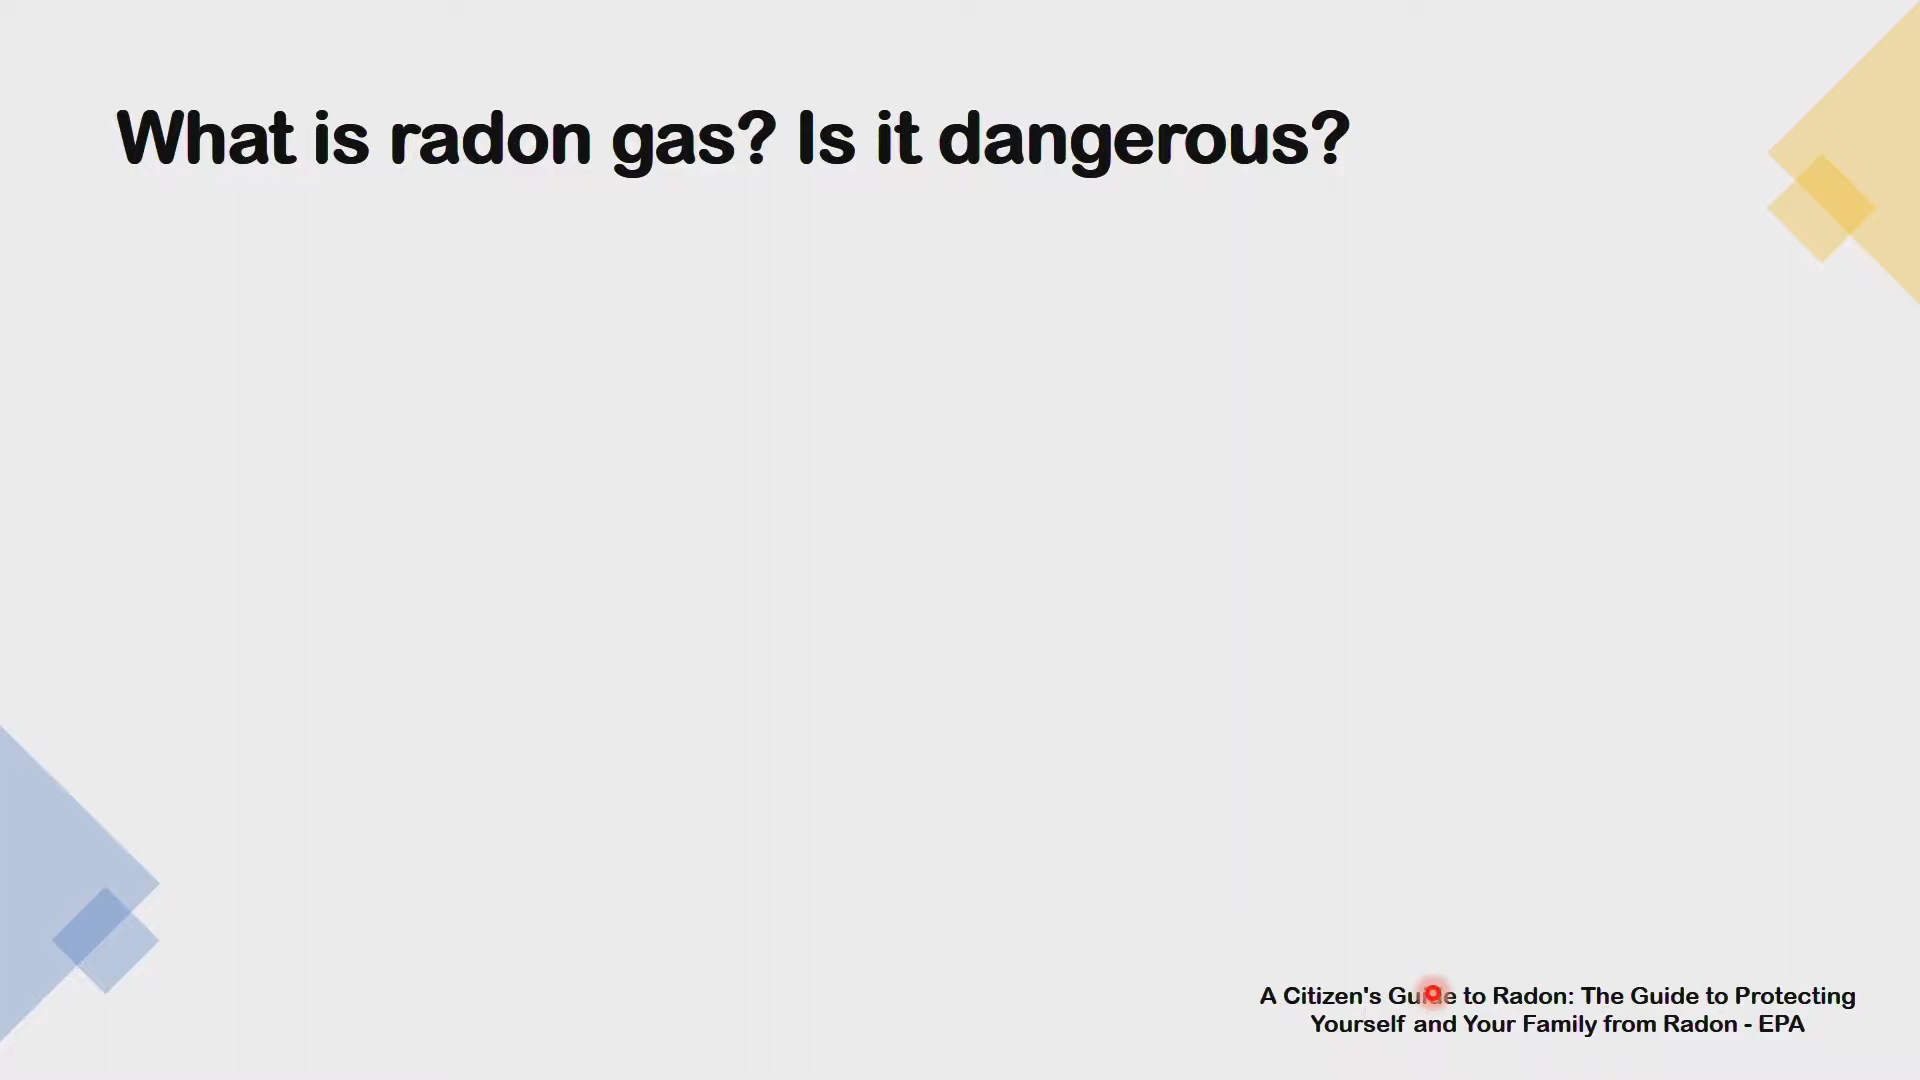 What is radon gas? Is it dangerous?
A Citizen's Guide to Radon: The Guide to Protecting
Yourself and Your Family from Radon - EPA